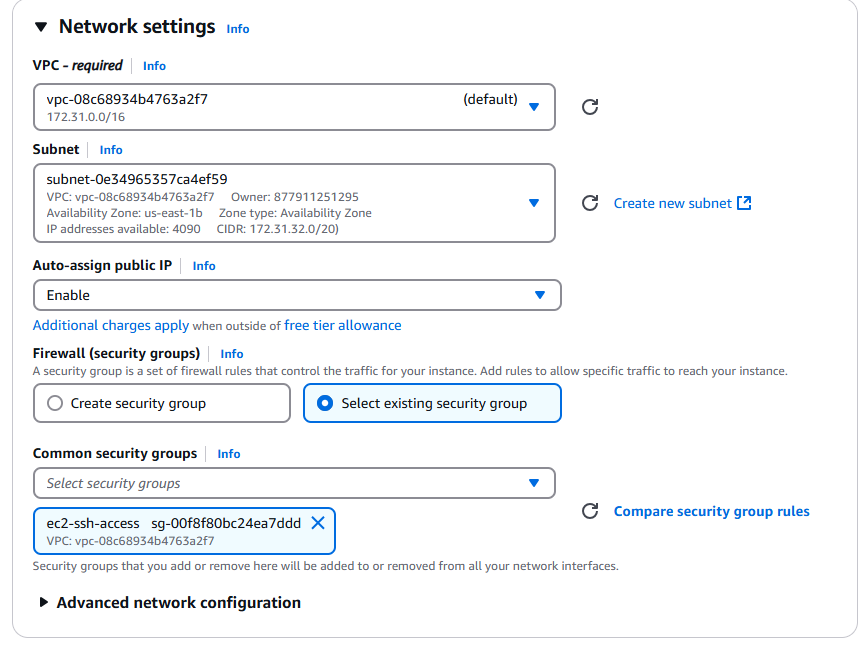 Network settings Info
VPC - required Info
vpc-08c68934b4763a2f7 (default)
172.31.0.0/16
Subnet Info
subnet-0e34965357ca4ef59
VPC: vpc-08c68934b4763a2f7 Owner: 877911251295
Availability Zone: us-east-1b Zone type: Availability Zone
IP addresses available: 4090 CIDR: 172.31.32.0/20)
Create new subnet
Auto-assign public IP Info
Enable
Additional charges apply when outside of free tier allowance
Firewall (security groups) Info
A security group is a set of firewall rules that control the traffic for your instance. Add rules to allow specific traffic to reach your instance.
Create security group Select existing security group
Common security groups Info
Select security groups
ec2-ssh-access sg-00f8f80bc24ea7ddd
VPC: vpc-08c68934b4763a2f7
Compare security group rules
Security groups that you add or remove here will be added to or removed from all your network interfaces.
Advanced network configuration